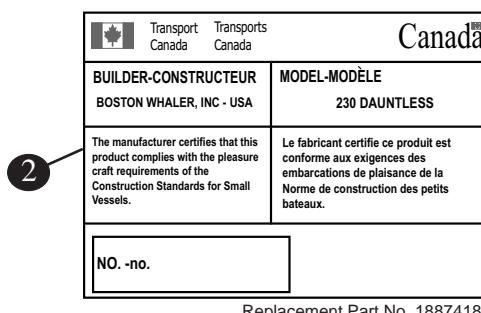 Transport Transports
Canada Canada
Canada
BUILDER-CONSTRUCTEUR
BOSTON WHALER, INC - USA
MODEL-MODÈLE
230 DAUNTLESS
2
The manufacturer certifies that this
product complies with the pleasure
craft requirements of the
Construction Standards for Small
Vessels.
Le fabricant certifie ce produit est
conforme aux exigences des
embarcations de plaisance de la
Norme de construction des petits
bateaux.
NO. -no.
Replacement Part No. 1887418